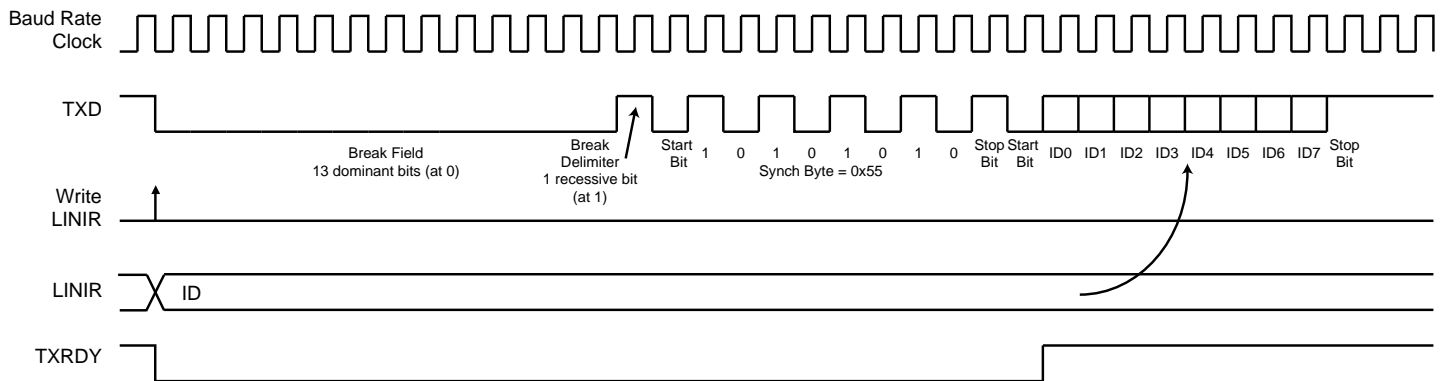 Baud Rate
Clock
TXD
Break Field
13 dominant bits (at 0)
Break
Delimiter
1 recessive bit
(at 1)
Start
Bit
1 0 1 0 1 0 1 0
Synch Byte = 0x55
Stop
Bit
Start
Bit
ID0 ID1 ID2 ID3 ID4 ID5 ID6 ID7
Stop
Bit
Write
LINIR
LINIR
ID
TXRDY